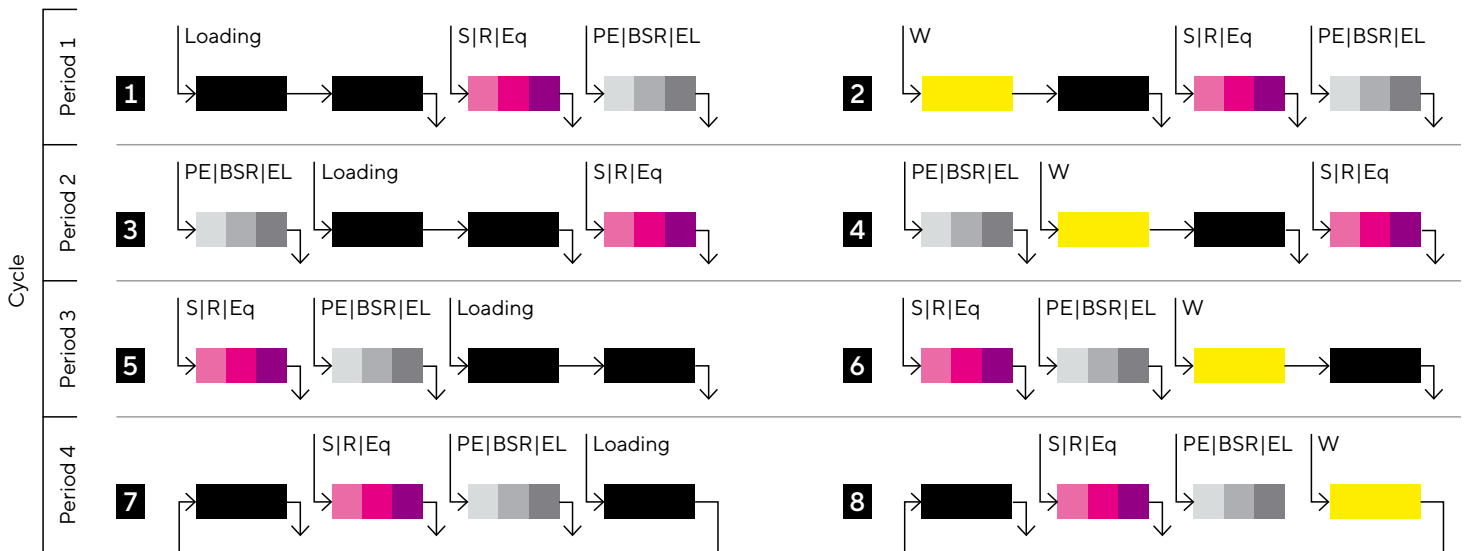 Cycle
Period 1
1
Loading
S|R|Eq
PE|BSR|EL
2
W
S|R|Eq
PE|BSR|EL
Period 2
3
PE|BSR|EL
Loading
S|R|Eq
4
PE|BSR|EL
W
S|R|Eq
Period 3
5
S|R|Eq
PE|BSR|EL
Loading
6
S|R|Eq
PE|BSR|EL
W
Period 4
7
S|R|Eq
PE|BSR|EL
Loading
8
S|R|Eq
PE|BSR|EL
W